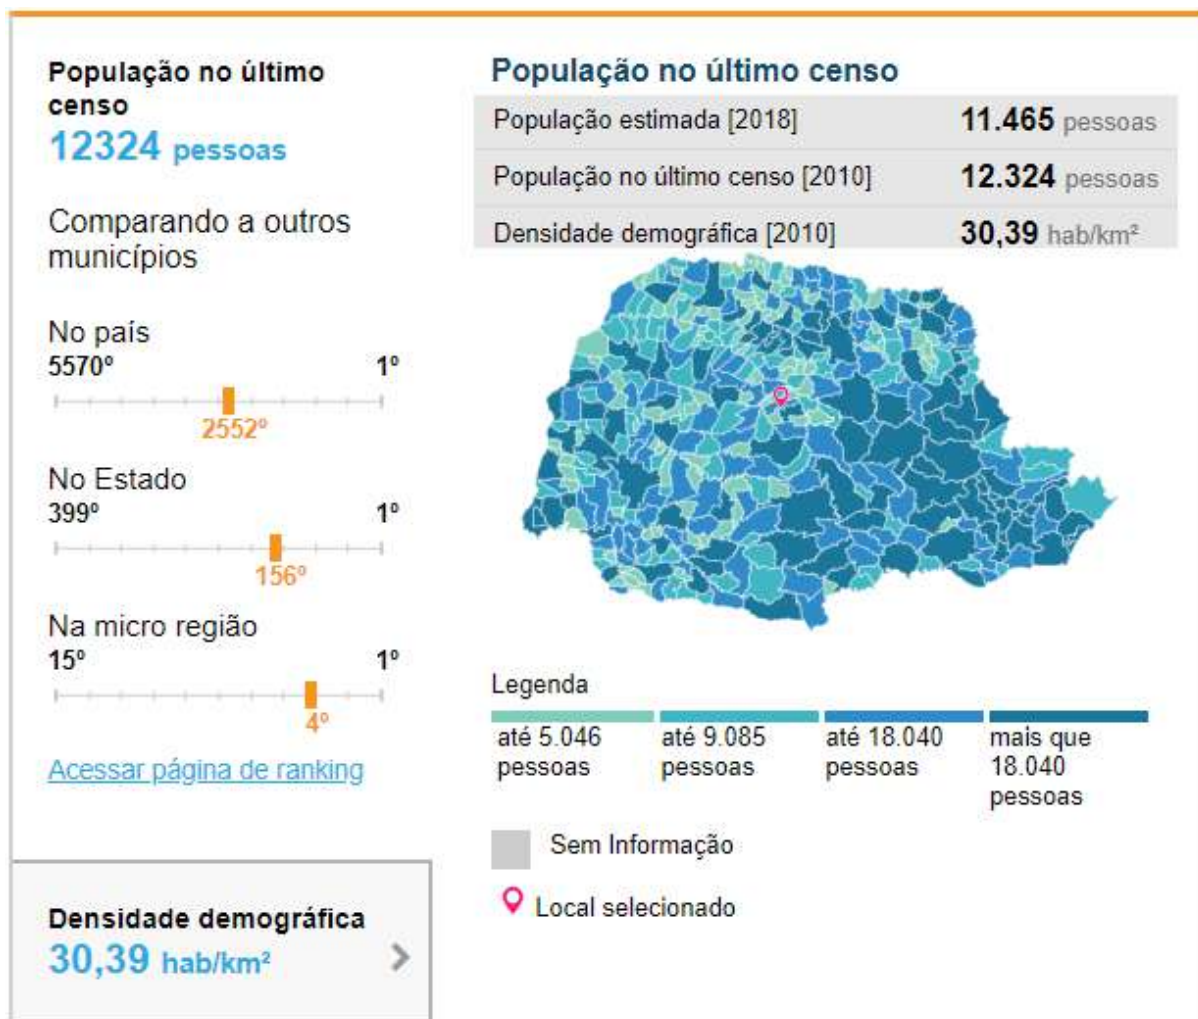 População no último
censo
12324 pessoas
Comparando a outros
municípios
No país
5570º 1º
2552º
No Estado
399º 1º
156º
Na micro região
15º 1º
4º
Acessar página de ranking
Densidade demográfica
30,39 hab/km²
População no último censo
População estimada [2018] 11.465 pessoas
População no último censo [2010] 12.324 pessoas
Densidade demográfica [2010] 30,39 hab/km²
Legenda
até 5.046
pessoas
até 9.085
pessoas
até 18.040
pessoas
mais que
18.040
pessoas
Sem Informação
Local selecionado